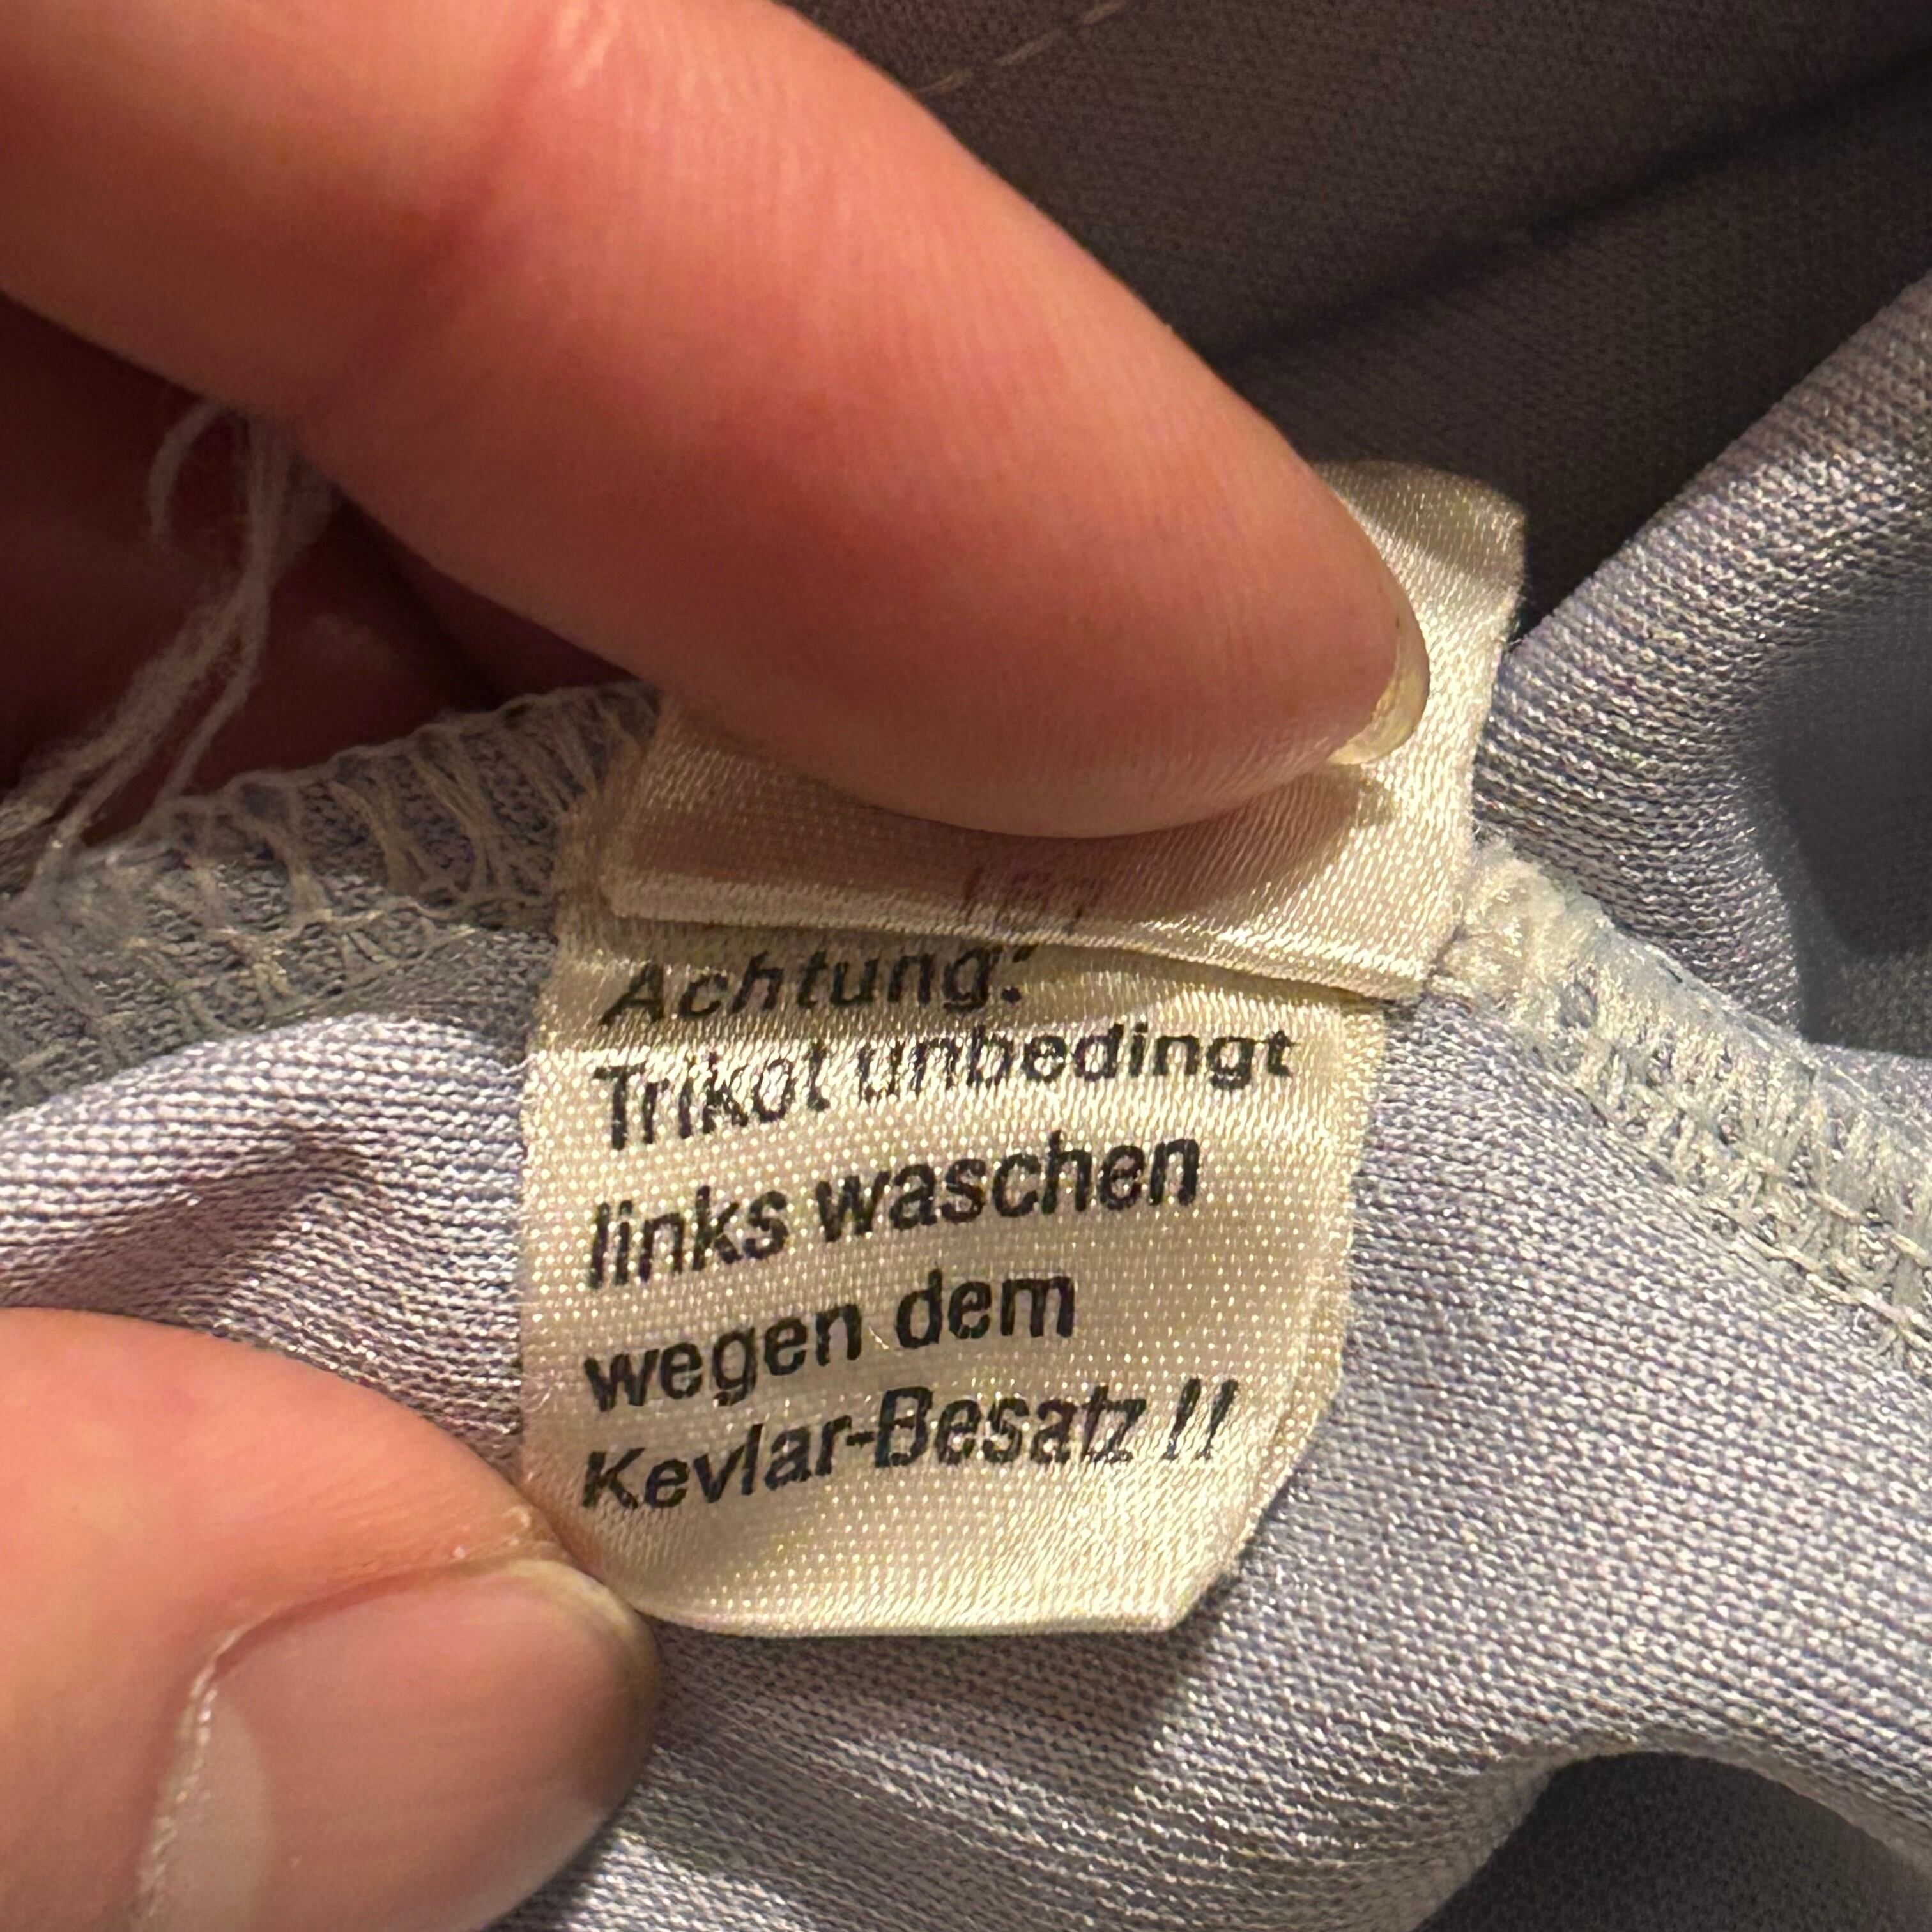 Achtung:
Trikot unbedingt
links waschen
wegen dem
Kevlar-Besatz !!